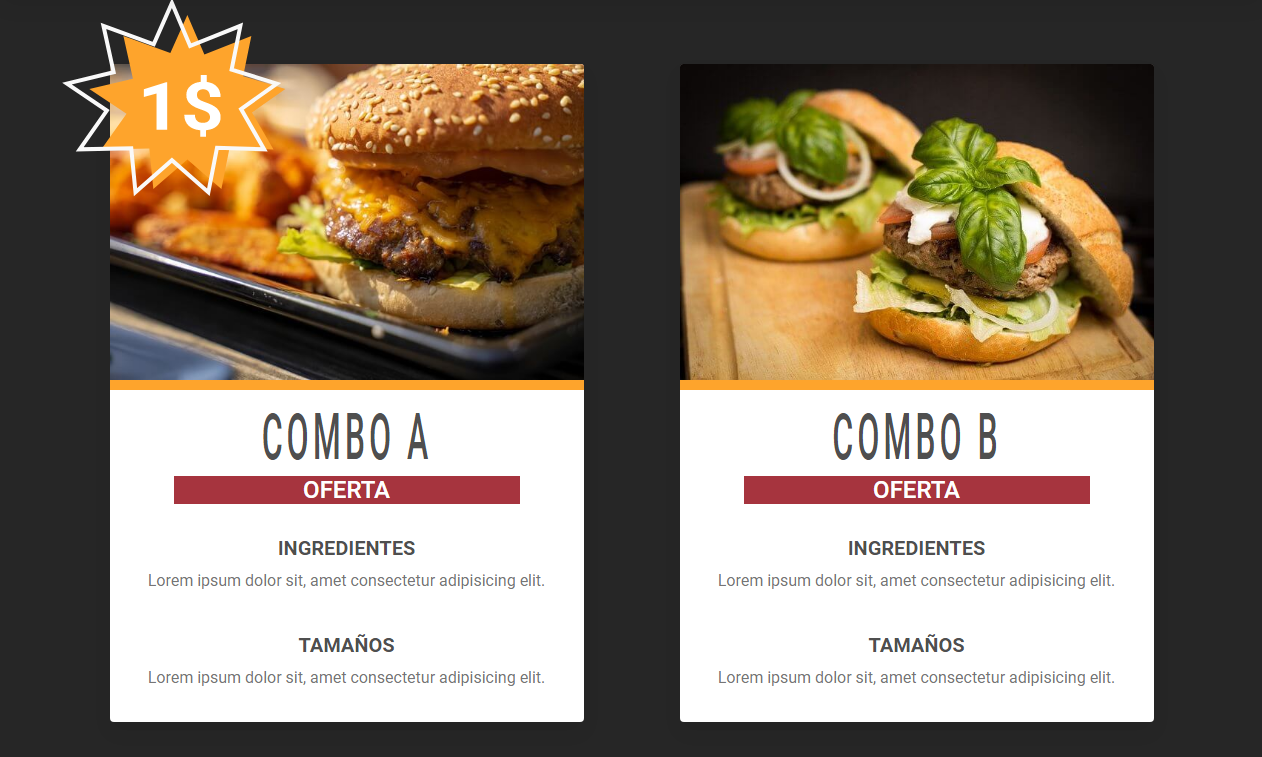 1$
COMBO A
OFERTA
INGREDIENTES
Lorem ipsum dolor sit, amet consectetur adipisicing elit.
TAMAÑOS
Lorem ipsum dolor sit, amet consectetur adipisicing elit.
COMBO B
OFERTA
INGREDIENTES
Lorem ipsum dolor sit, amet consectetur adipisicing elit.
TAMAÑOS
Lorem ipsum dolor sit, amet consectetur adipisicing elit.